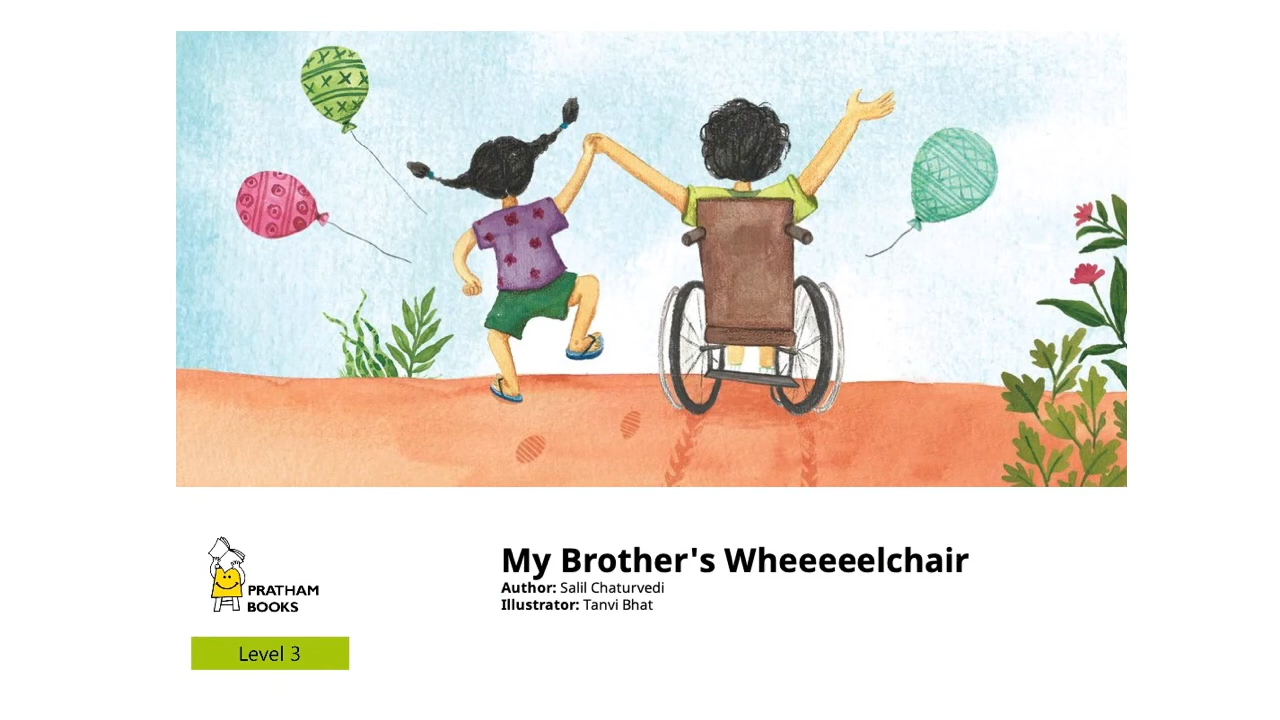 PRATHAM
BOOKS
Level 3
My Brother's Wheeeeelchair
Author: Salil Chaturvedi
Illustrator: Tanvi Bhat